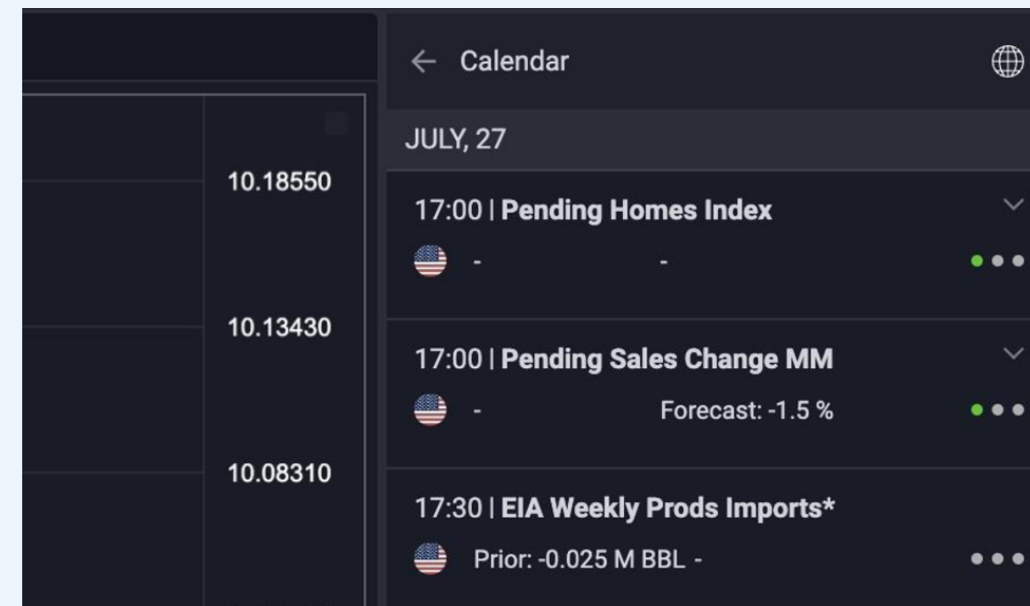 Calendar
JULY, 27
10.18550
17:00 | Pending Homes Index
- -
10.13430
17:00 | Pending Sales Change MM
- Forecast: -1.5 %
10.08310
17:30 | EIA Weekly Prods Imports*
Prior: -0.025 M BBL -